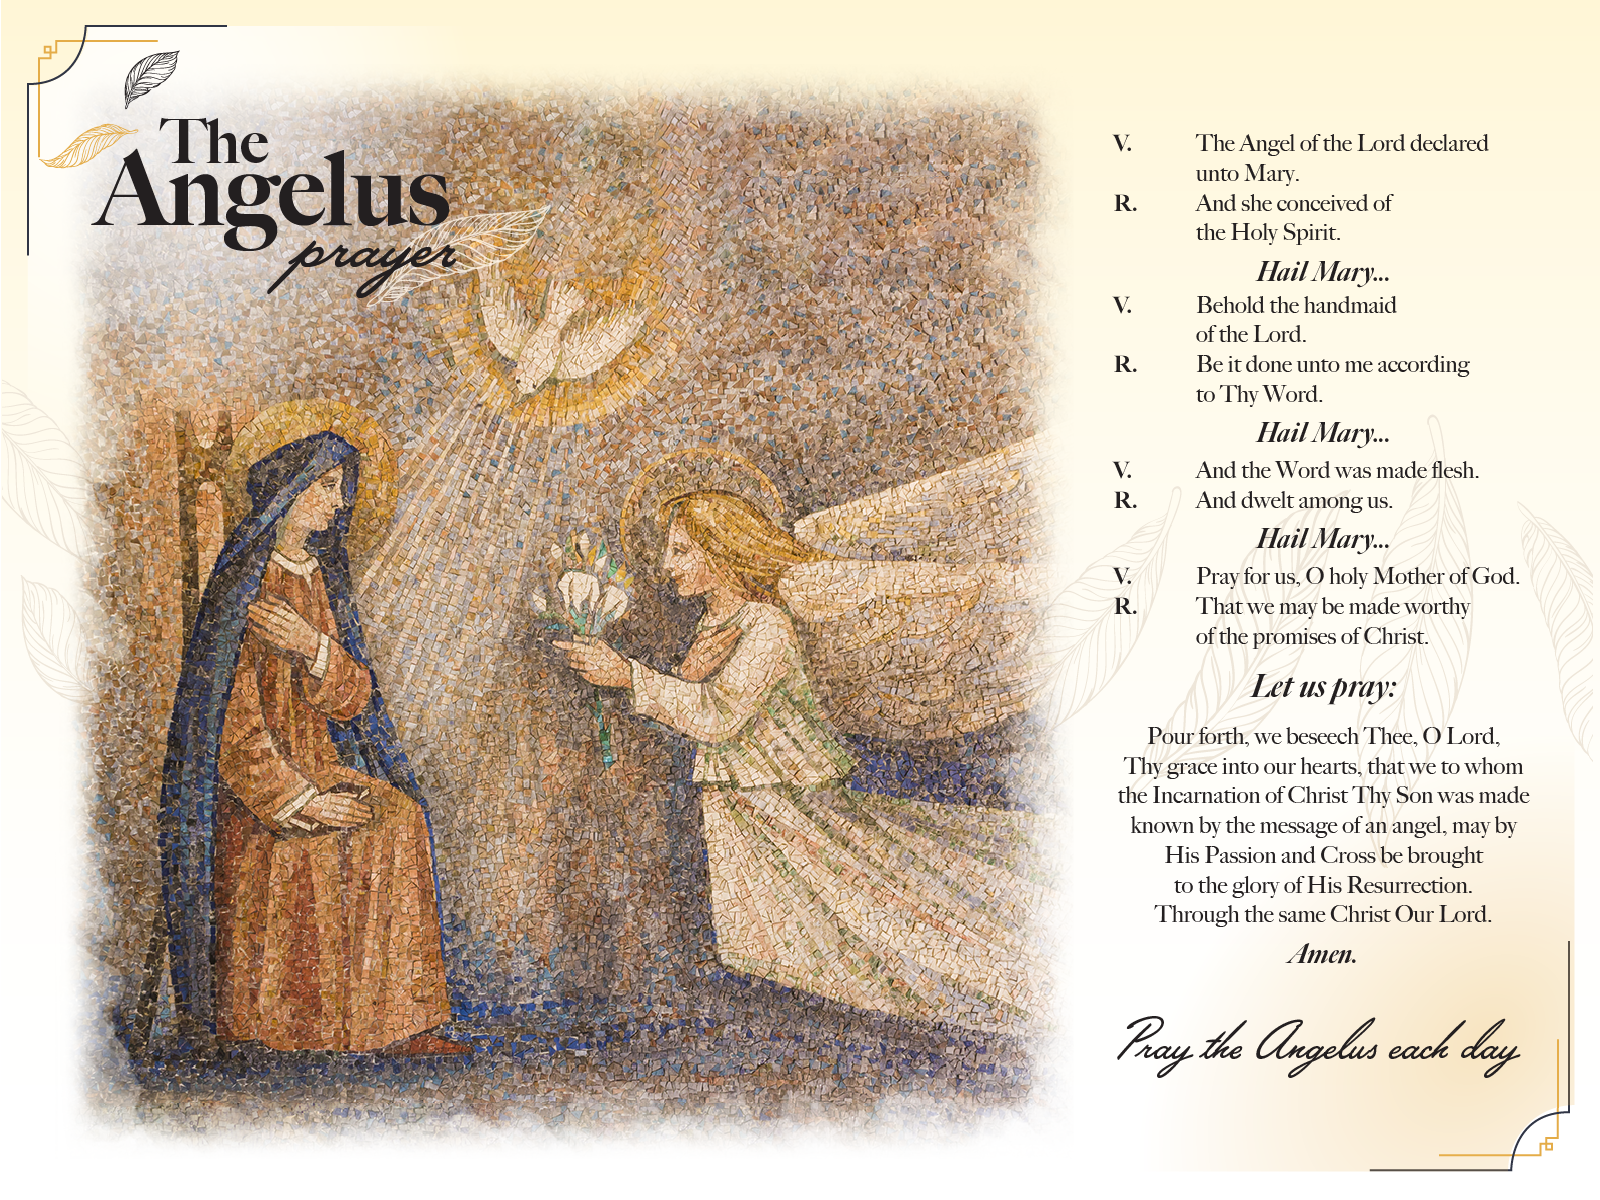 The
Angelus
prayer
V. The Angel of the Lord declared
unto Mary.
R. And she conceived of
the Holy Spirit.
Hail Mary...
V. Behold the handmaid
of the Lord.
R. Be it done unto me according
to Thy Word.
Hail Mary...
V. And the Word was made flesh.
R. And dwelt among us.
Hail Mary...
V. Pray for us, O holy Mother of God.
R. That we may be made worthy
of the promises of Christ.
Let us pray:
Pour forth, we beseech Thee, O Lord,
Thy grace into our hearts, that we to whom
the Incarnation of Christ Thy Son was made
known by the message of an angel, may by
His Passion and Cross be brought
to the glory of His Resurrection.
Through the same Christ Our Lord.
Amen.
Pray the Angelus each day